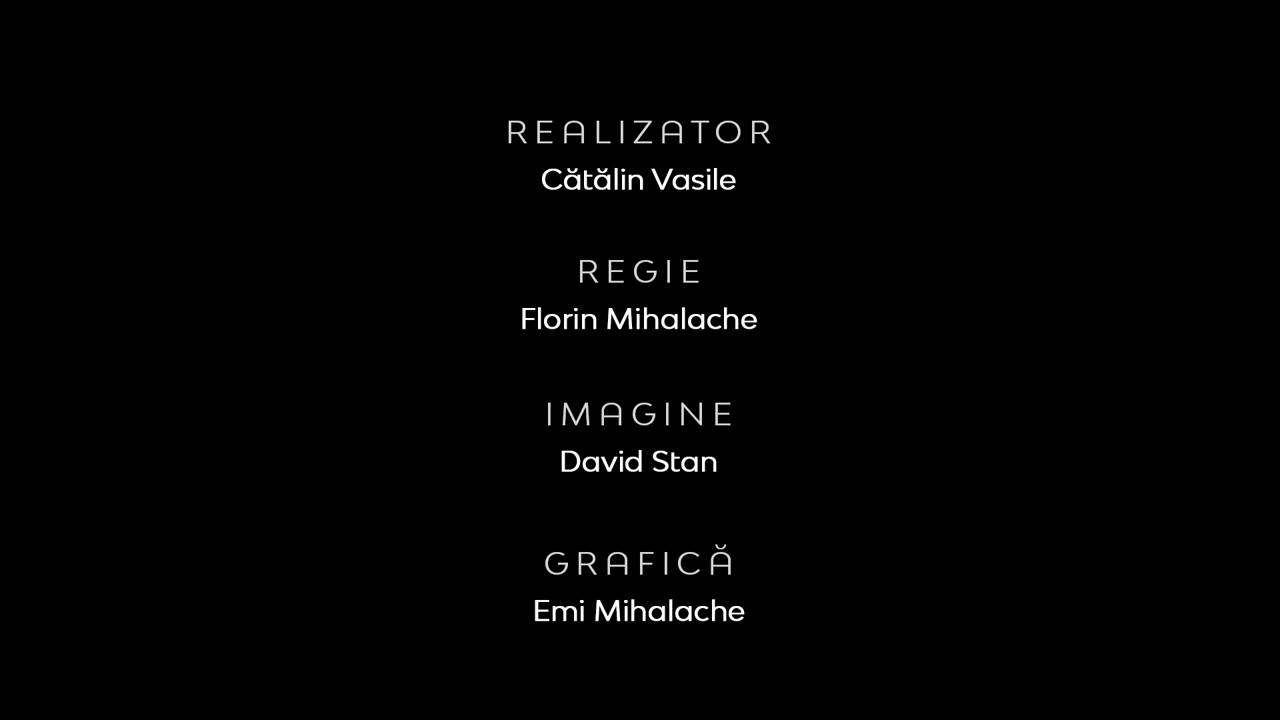 REALIZATOR
Cătălin Vasile
REGIE
Florin Mihalache
IMAGINE
David Stan
GRAFICĂ
Emi Mihalache